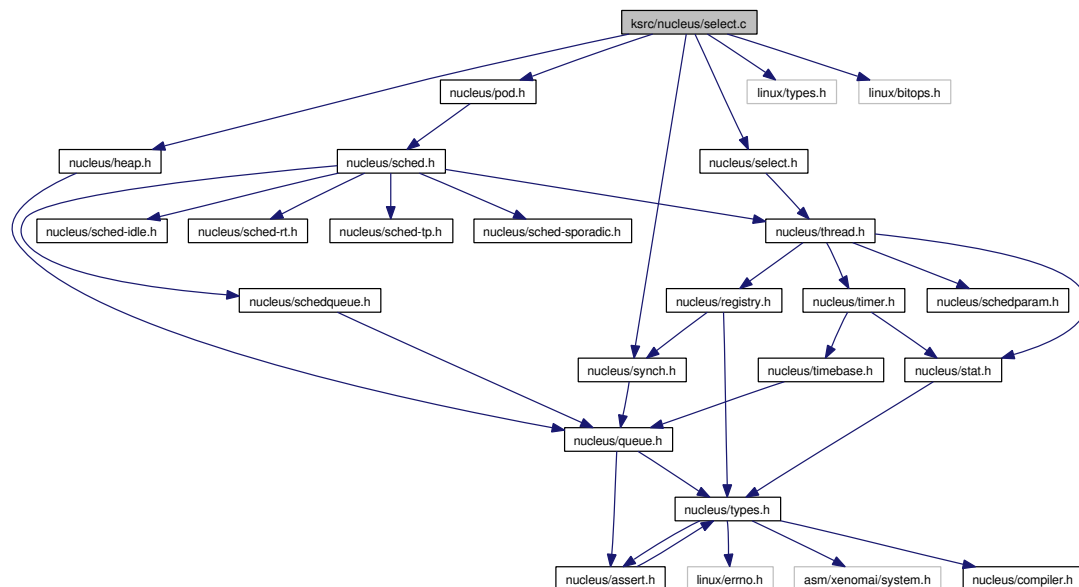 ksrc/nucleus/select.c
nucleus/pod.h
linux/types.h
linux/bitops.h
nucleus/heap.h
nucleus/sched.h
nucleus/select.h
nucleus/sched-idle.h
nucleus/sched-rt.h
nucleus/sched-tp.h
nucleus/sched-sporadic.h
nucleus/thread.h
nucleus/schedqueue.h
nucleus/registry.h
nucleus/timer.h
nucleus/schedparam.h
nucleus/synch.h
nucleus/timebase.h
nucleus/stat.h
nucleus/queue.h
nucleus/types.h
nucleus/assert.h
linux/errno.h
asm/xenomai/system.h
nucleus/compiler.h